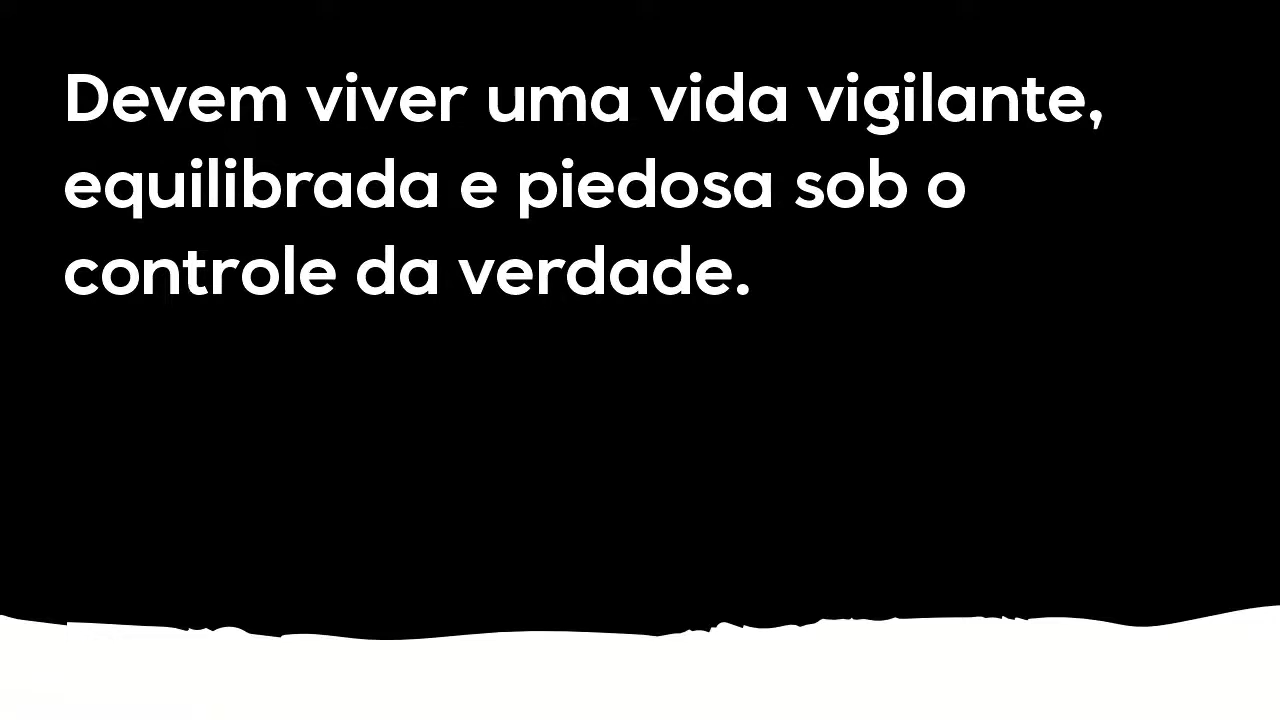 Devem viver uma vida vigilante,
equilibrada e piedosa sob o
controle da verdade.